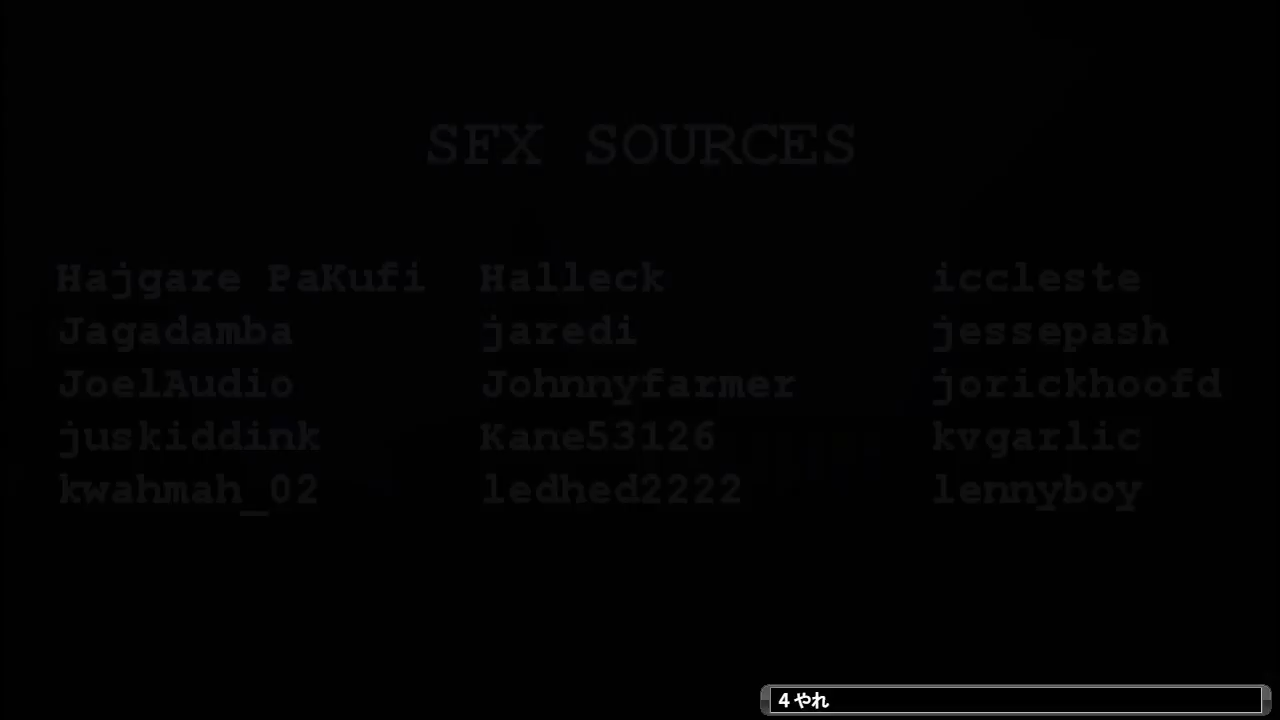 SFX SOURCES
Hajgare PaKufi Halleck iccleste
Jagadamba jaredi jessepash
JoelAudio Johnnyfarmer jorickhoofd
juskiddink Kane53126 kvgarlic
kwahmah_02 ledhed2222 lennyboy
4 やれ